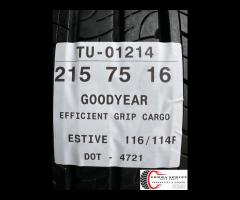 TU-01214
215 75 16
GOODYEAR
EFFICIENT GRIP CARGO
ESTIVE 116/114R
DOT - 4721